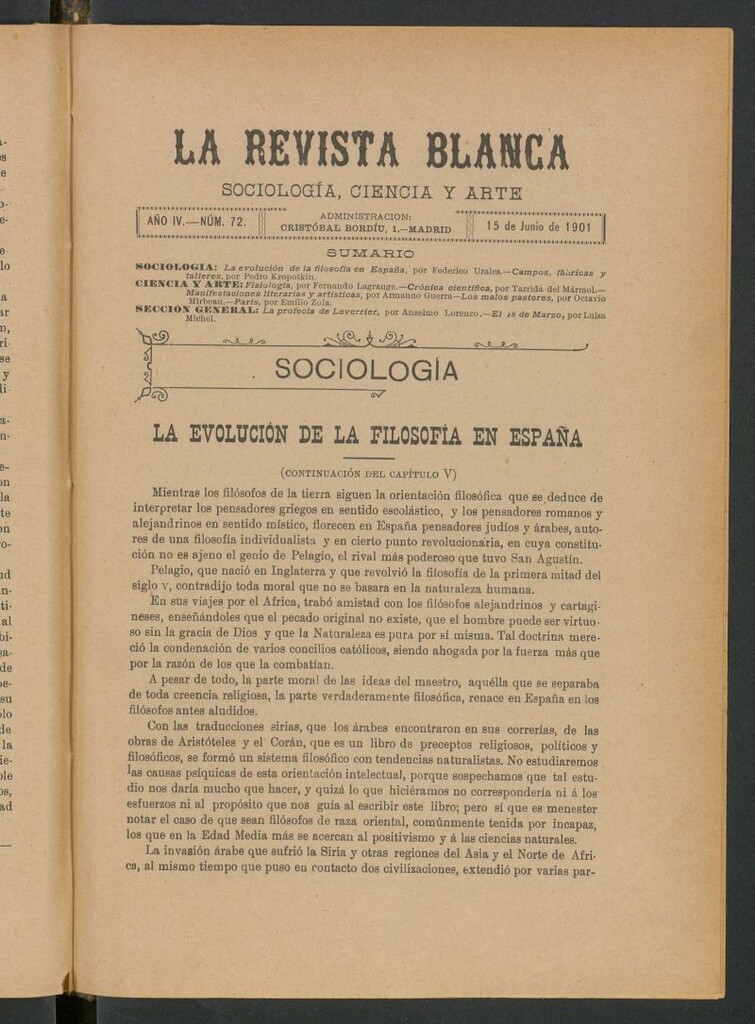 LA REVISTA BLANCA
SOCIOLOGÍA, CIENCIA Y ARTE
AÑO IV.—NÚM. 72.
ADMINISTRACION:
CRISTÓBAL BORDÍU, 1.—MADRID
15 de Junio de 1901
SUMARIO
SOCIOLOGIA: La evolución de la filosofía en España, por Federico Urales.—Campos, fábricas y
talleres, por Pedro Kropotkin.
CIENCIA Y ARTE: Fisiología, por Fernando Lagrange.—Crónica científica, por Tarrida del Mármol.—
Manifestaciones literarias y artísticas, por Armando Guerra—Los malos pastores, por Octavio
Mirbeau.—París, por Emilio Zola.
SECCIÓN GENERAL: La profecía de Leverrier, por Anselmo Lorenzo.—El 18 de Marzo, por Luisa
Michel.
SOCIOLOGÍA
LA EVOLUCIÓN DE LA FILOSOFÍA EN ESPAÑA
(CONTINUACIÓN DEL CAPÍTULO V)
Mientras los filósofos de la tierra siguen la orientación filosófica que se deduce de
interpretar los pensadores griegos en sentido escolástico, y los pensadores romanos y
alejandrinos en sentido místico, florecen en España pensadores judíos y árabes, auto-
res de una filosofía individualista y en cierto punto revolucionaria, en cuya constitu-
ción no es ajeno el genio de Pelagio, el rival más poderoso que tuvo San Agustín.
Pelagio, que nació en Inglaterra y que revolvió la filosofía de la primera mitad del
siglo V, contradijo toda moral que no se basara en la naturaleza humana.
En sus viajes por el Africa, trabó amistad con los filósofos alejandrinos y cartagi-
neses, enseñándoles que el pecado original no existe, que el hombre puede ser virtuo-
so sin la gracia de Dios y que la Naturaleza es pura por sí misma. Tal doctrina mere-
ció la condenación de varios concilios católicos, siendo ahogada por la fuerza más que
por la razón de los que la combatían.
A pesar de todo, la parte moral de las ideas del maestro, aquélla que se separaba
de toda creencia religiosa, la parte verdaderamente filosófica, renace en España en los
filósofos antes aludidos.
Con las traducciones sirias, que los árabes encontraron en sus correrías, de las
obras de Aristóteles y el Corán, que es un libro de preceptos religiosos, políticos y
filosóficos, se formó un sistema filosófico con tendencias naturalistas. No estudiaremos
las causas psíquicas de esta orientación intelectual, porque sospechamos que tal estu-
dio nos daría mucho que hacer, y quizá lo que hiciéramos no correspondería ni á los
esfuerzos ni al propósito que nos guía al escribir este libro; pero sí que es menester
notar el caso de que sean filósofos de raza oriental, comúnmente tenida por incapaz,
los que en la Edad Media más se acercan al positivismo y á las ciencias naturales.
La invasión árabe que sufrió la Siria y otras regiones del Asia y el Norte de Afri-
ca, al mismo tiempo que puso en contacto dos civilizaciones, extendió por varias par-